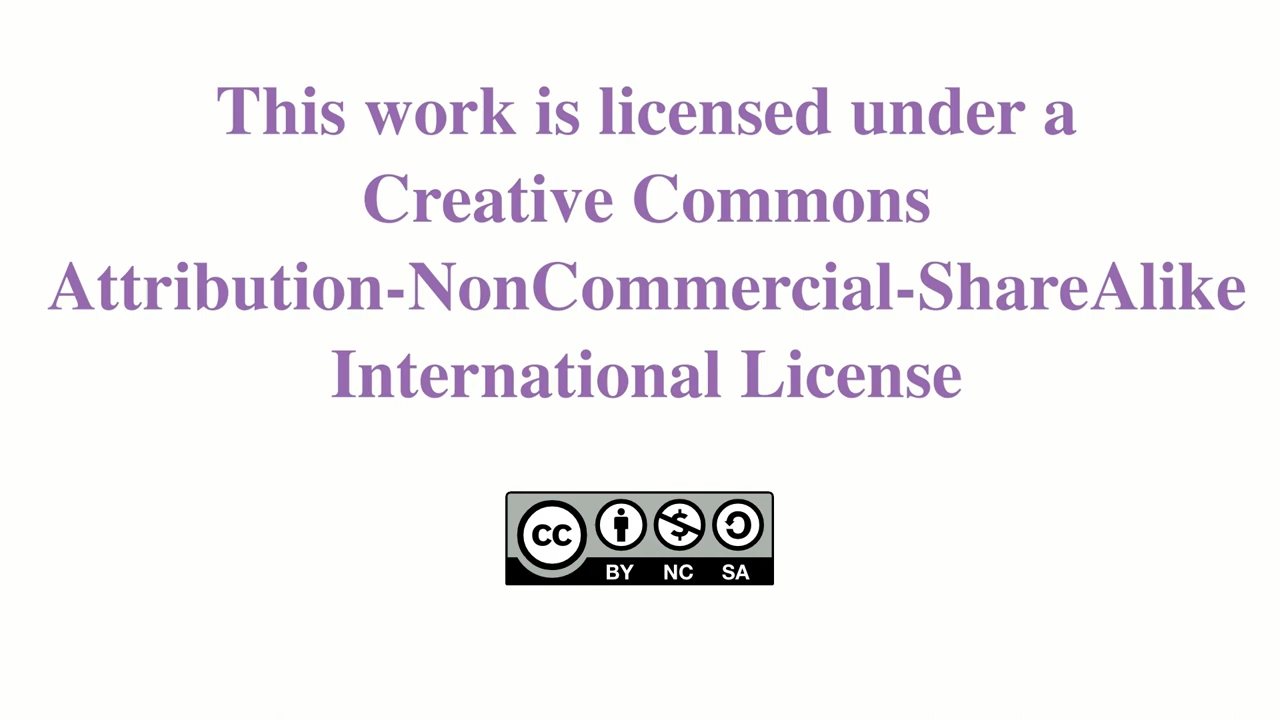 This work is licensed under a
Creative Commons
Attribution-NonCommercial-ShareAlike
International License
CC
BY NC SA